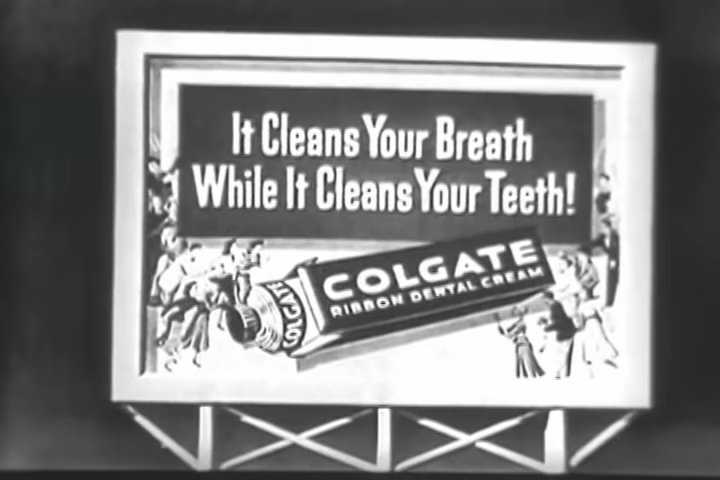 It Cleans Your Breath
While It Cleans Your Teeth!
COLGATE
RIBBON DENTAL CREAM
COLGATE